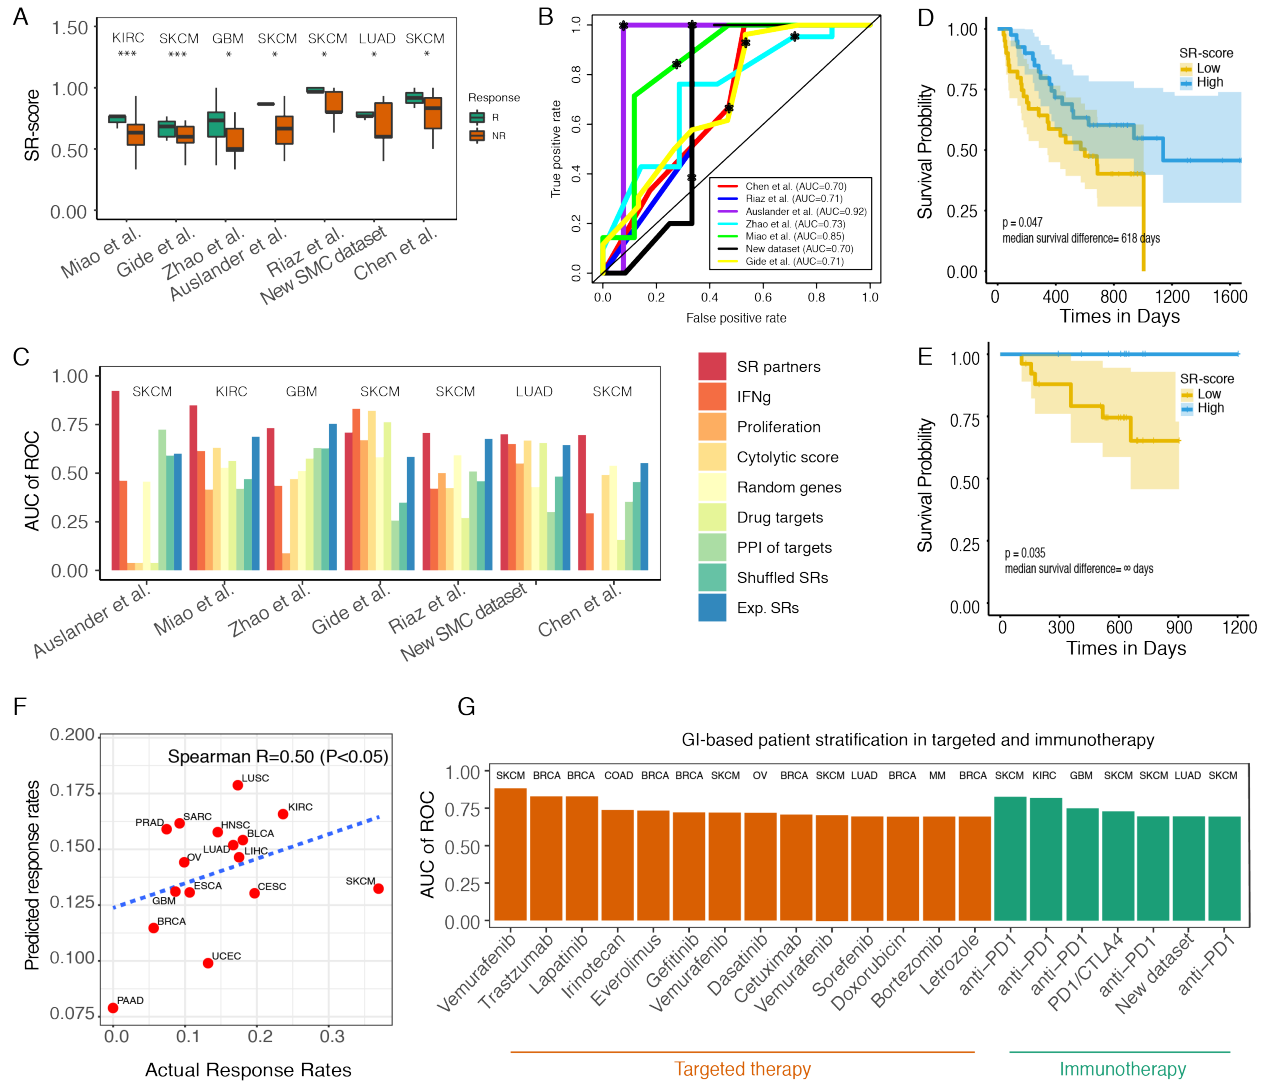 A
1.50
1.00
0.50
0.00
SR-score
KIRC SKCM GBM SKCM SKCM LUAD SKCM
*** *** * * * * *
Response
R
NR
Miao et al.
Gide et al.
Zhao et al.
Auslander et al.
Riaz et al.
New SMC dataset
Chen et al.
B
1.0
0.8
0.6
0.4
0.2
0.0
True positive rate
Chen et al. (AUC=0.70)
Riaz et al. (AUC=0.71)
Auslander et al. (AUC=0.92)
Zhao et al. (AUC=0.73)
Miao et al. (AUC=0.85)
New dataset (AUC=0.70)
Gide et al. (AUC=0.71)
0.0 0.2 0.4 0.6 0.8 1.0
False positive rate
D
1.00
0.75
0.50
0.25
0.00
Survival Probblity
SR-score
Low
High
p = 0.047
median survival difference= 618 days
0 400 800 1200 1600
Times in Days
C
1.00
0.75
0.50
0.25
0.00
AUC of ROC
SKCM KIRC GBM SKCM SKCM LUAD SKCM
Auslander et al.
Miao et al.
Zhao et al.
Gide et al.
Riaz et al.
New SMC dataset
Chen et al.
SR partners
IFNg
Proliferation
Cytolytic score
Random genes
Drug targets
PPI of targets
Shuffled SRs
Exp. SRs
E
1.00
0.75
0.50
0.25
0.00
Survival Probblity
SR-score
Low
High
p = 0.035
median survival difference= ∞ days
0 300 600 900 1200
Times in Days
F
0.200
0.175
0.150
0.125
0.100
0.075
Predicted response rates
Spearman R=0.50 (P<0.05)
LUSC
KIRC
SARC
PRAD
HNSC
BLCA
LUAD
LIHC
OV
SKCM
ESCA
CESC
GBM
BRCA
UCEC
PAAD
0.0 0.1 0.2 0.3
Actual Response Rates
G
GI-based patient stratification in targeted and immunotherapy
1.00
0.75
0.50
0.25
0.00
AUC of ROC
SKCM BRCA BRCA COAD BRCA BRCA SKCM OV BRCA SKCM LUAD BRCA MM BRCA SKCM KIRC GBM SKCM SKCM LUAD SKCM
Vemurafenib
Trastzumab
Lapatinib
Irinotecan
Everolimus
Gefitinib
Vemurafenib
Dasatinib
Cetuximab
Vemurafenib
Sorefenib
Doxorubicin
Bortezomib
Letrozole
anti−PD1
anti−PD1
anti−PD1
PD1/CTLA4
anti−PD1
New dataset
anti−PD1
Targeted therapy
Immunotherapy